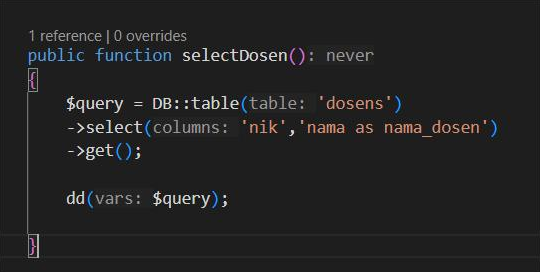 1 reference | 0 overrides
public function selectDosen(): never
{
$query = DB::table(table: 'dosens')
->select(columns: 'nik','nama as nama_dosen')
->get();
dd(vars: $query);
}